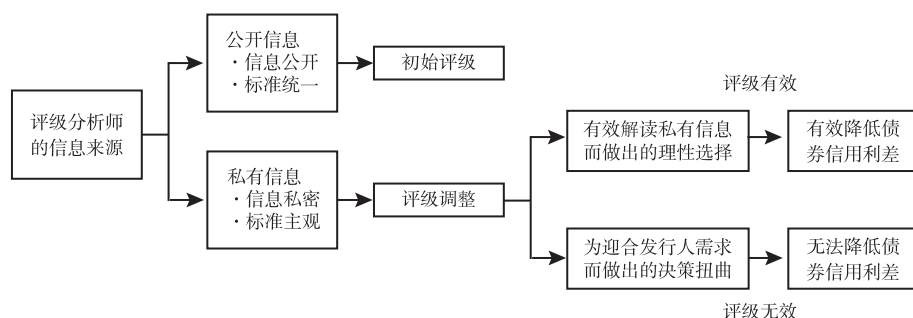 评级分析师
的信息来源
公开信息
·信息公开
·标准统一
初始评级
私有信息
·信息私密
·标准主观
评级调整
评级有效
有效解读私有信息
而做出的理性选择
有效降低债
券信用利差
为迎合发行人需求
而做出的决策扭曲
无法降低债
券信用利差
评级无效